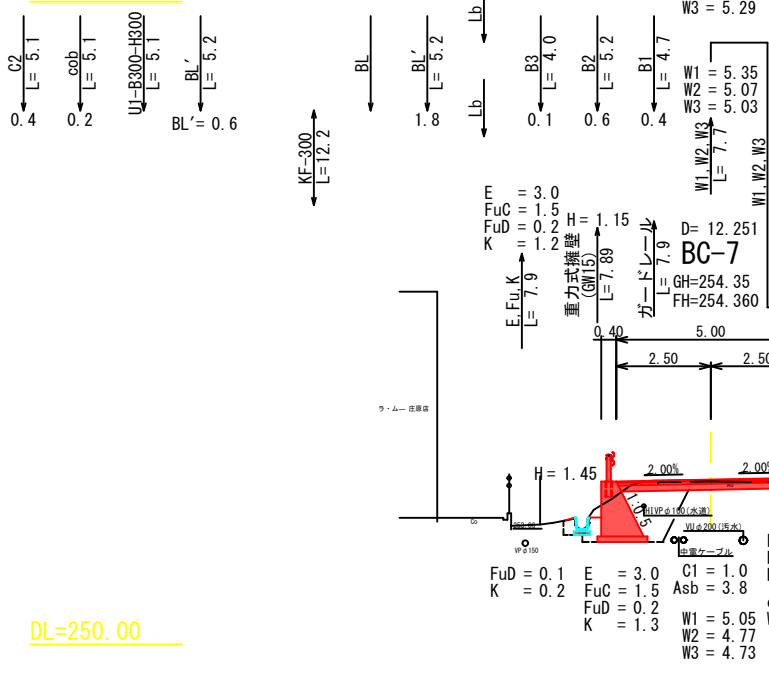 W3 = 5.29
C2
L= 5.1
0.4
cob
L= 5.1
0.2
U1-B300-H300
L= 5.1
BL′
L= 5.2
BL′= 0.6
KF-300
L=12.2
BL
BL′
L= 5.2
1.8
Lb
Lb
B3
L= 4.0
0.1
B2
L= 5.2
0.6
B1
L= 4.7
0.4
W1 = 5.35
W2 = 5.07
W3 = 5.03
W1,W2,W3
L= 7.7
W1,W2,W3
E = 3.0
FuC = 1.5
FuD = 0.2
K = 1.2
E,Fu,K
L= 7.9
H = 1.15
重力式擁壁
(GW15)
L=7.89
ガードレール
L= 7.9
D= 12.251
BC-7
GH=254.35
FH=254.360
0.40
5.00
2.50
2.50
ラ・ムー 庄原店
H = 1.45
2.00%
2.00%
1:0.5
HIVPφ100(水道)
VUφ200(汚水)
VPφ150
中電ケーブル
FuD = 0.1
K = 0.2
E = 3.0
FuC = 1.5
FuD = 0.2
K = 1.3
C1 = 1.0
Asb = 3.8
W1 = 5.05
W2 = 4.77
W3 = 4.73
DL=250.00